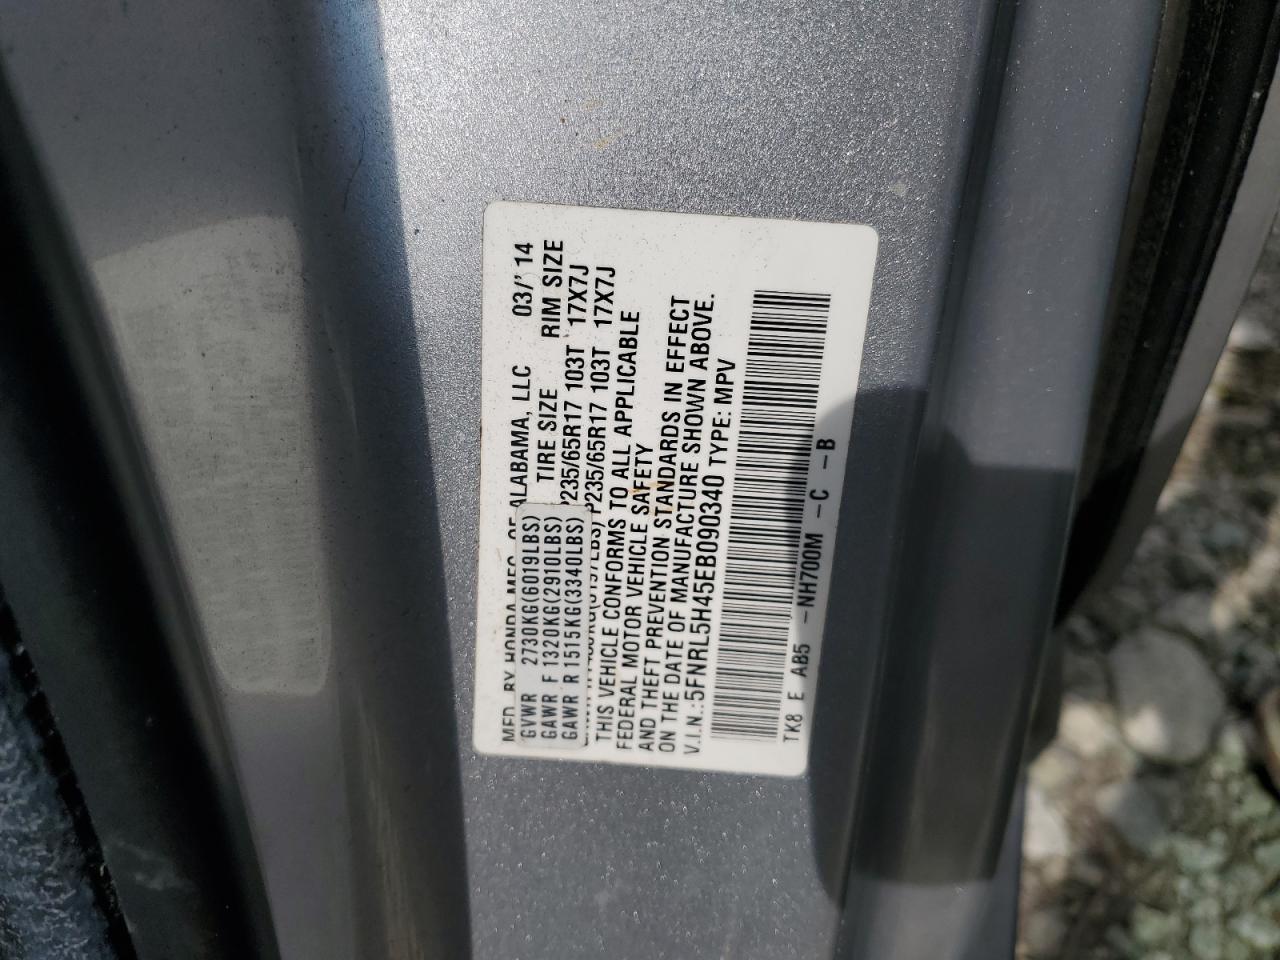 MFD. BY HONDA MFG. OF ALABAMA, LLC 03/'14
GVWR 2730KG(6019LBS) TIRE SIZE RIM SIZE
GAWR F 1320KG(2910LBS) P235/65R17 103T 17X7J
GAWR R 1515KG(3340LBS) P235/65R17 103T 17X7J
THIS VEHICLE CONFORMS TO ALL APPLICABLE
FEDERAL MOTOR VEHICLE SAFETY
AND THEFT PREVENTION STANDARDS IN EFFECT
ON THE DATE OF MANUFACTURE SHOWN ABOVE.
V.I.N.:5FNRL5H45EB090340 TYPE: MPV
TK8 E AB5 -NH700M -C -B